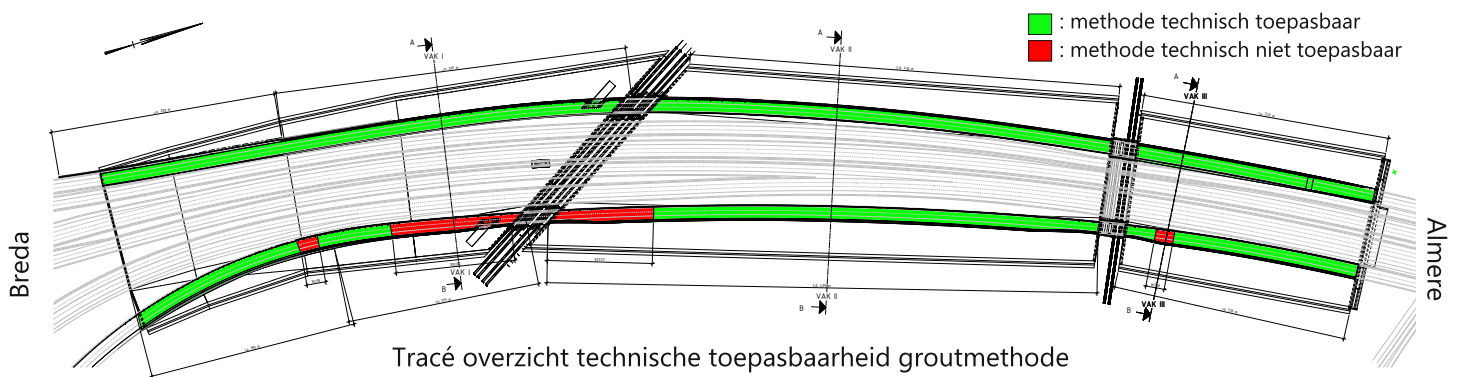 : methode technisch toepasbaar
: methode technisch niet toepasbaar
A
VAK I
A
VAK II
A
VAK III
Breda
Almere
VAK I
B
VAK II
B
VAK III
B
Tracé overzicht technische toepasbaarheid groutmethode